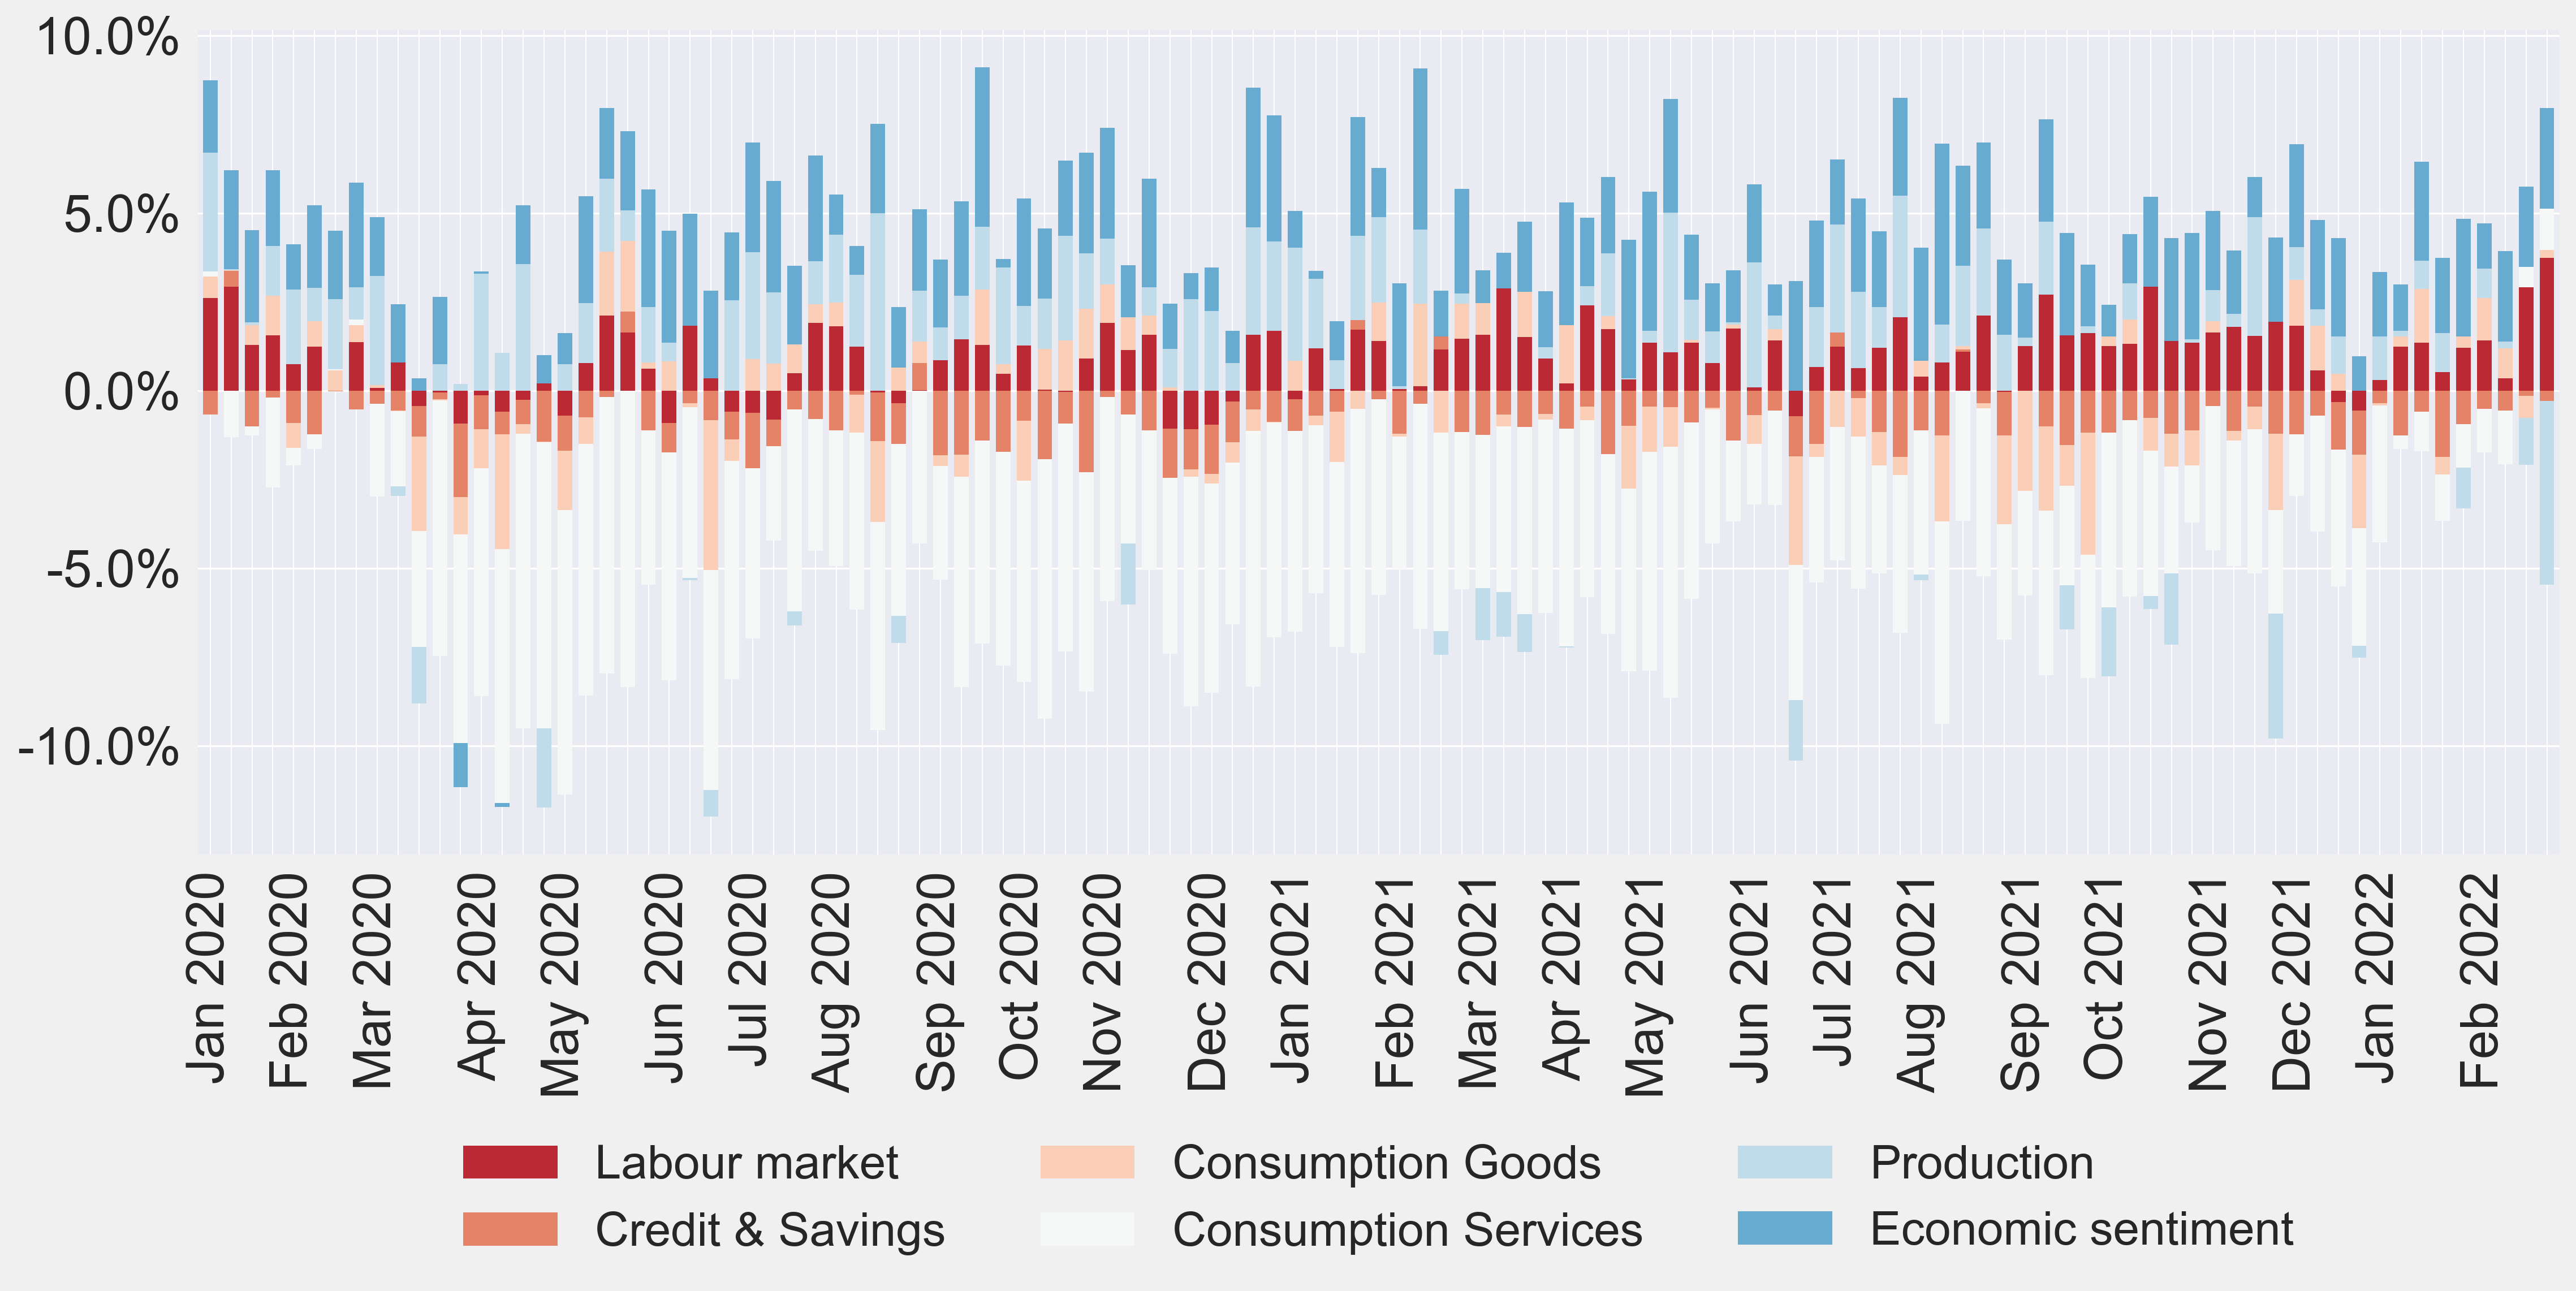 10.0%
5.0%
0.0%
-5.0%
-10.0%
Jan 2020
Feb 2020
Mar 2020
Apr 2020
May 2020
Jun 2020
Jul 2020
Aug 2020
Sep 2020
Oct 2020
Nov 2020
Dec 2020
Jan 2021
Feb 2021
Mar 2021
Apr 2021
May 2021
Jun 2021
Jul 2021
Aug 2021
Sep 2021
Oct 2021
Nov 2021
Dec 2021
Jan 2022
Feb 2022
Labour market
Credit & Savings
Consumption Goods
Consumption Services
Production
Economic sentiment